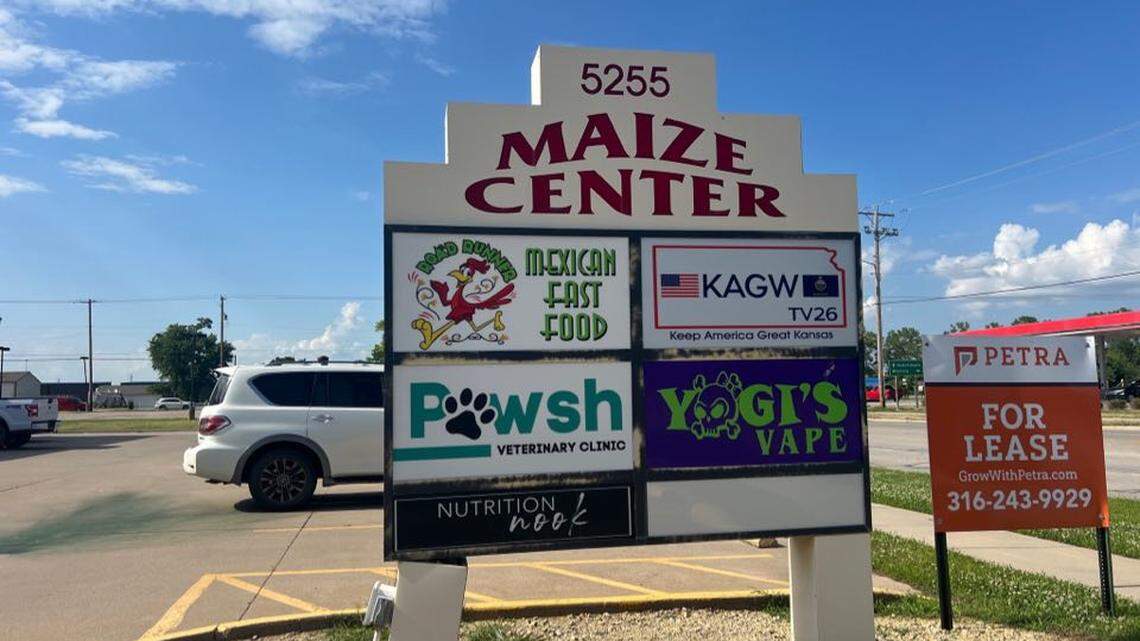 5255
MAIZE
CENTER
ROAD RUNNER
MEXICAN
FAST
FOOD
KAGW
TV26
Keep America Great Kansas
Pawsh
VETERINARY CLINIC
YOGI'S
VAPE
NUTRITION
nook
PETRA
FOR
LEASE
GrowWithPetra.com
316-243-9929